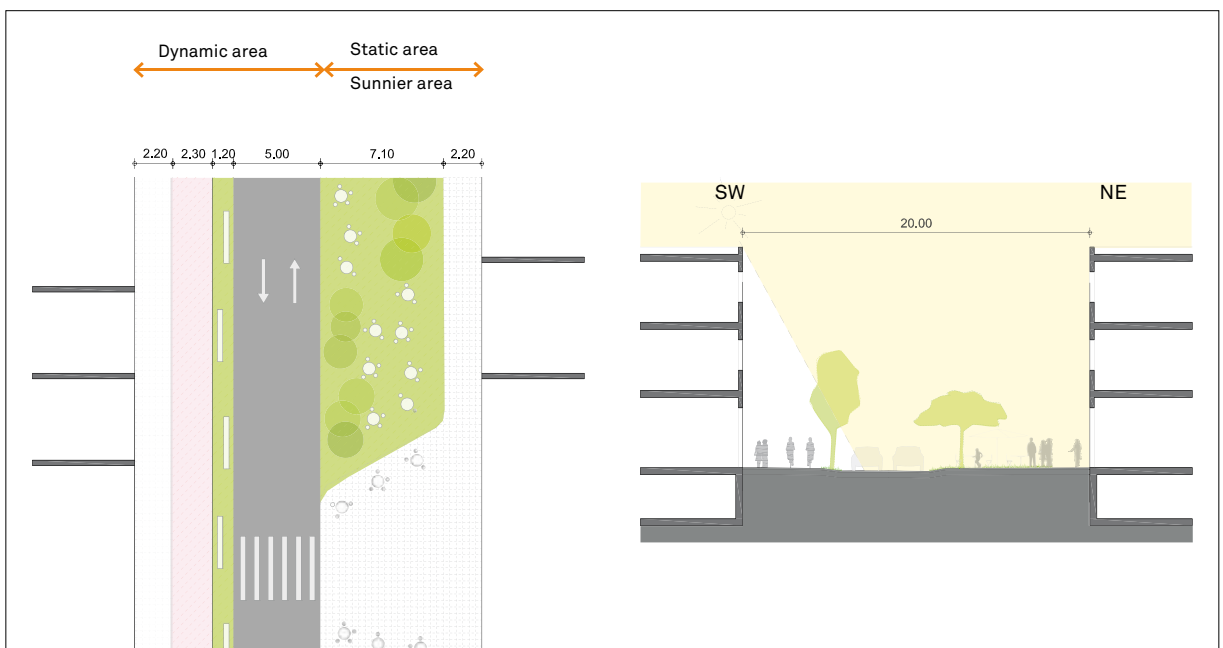 Dynamic area
Static area
Sunnier area
2.20 2.30 1.20 5.00 7.10 2.20
SW
NE
20.00